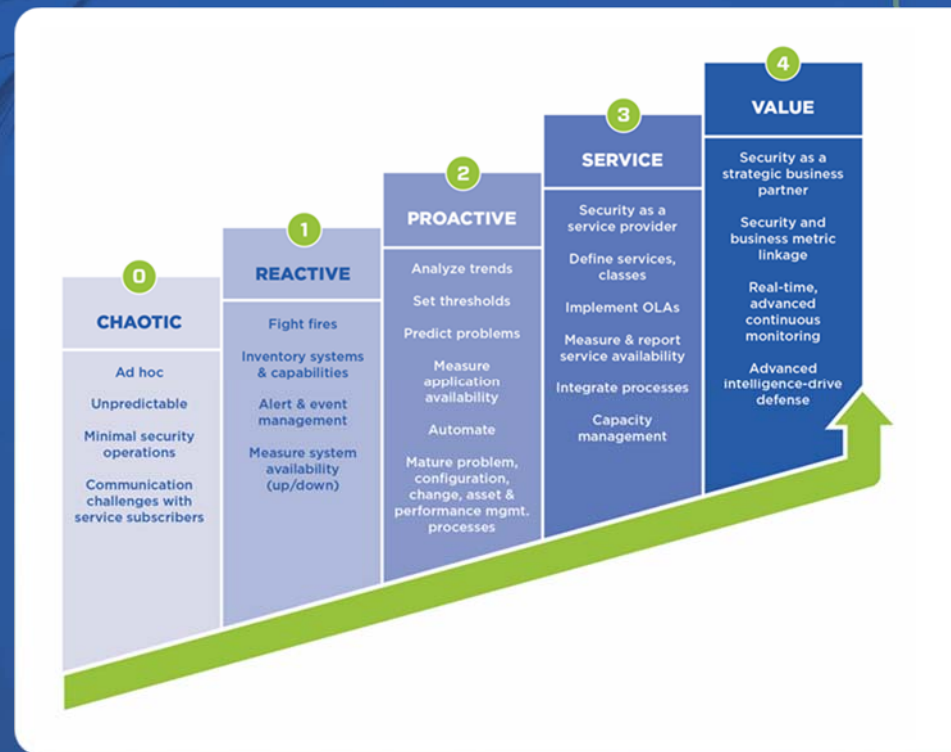 0
CHAOTIC
Ad hoc
Unpredictable
Minimal security
operations
Communication
challenges with
service subscribers
1
REACTIVE
Fight fires
Inventory systems
& capabilities
Alert & event
management
Measure system
availability
(up/down)
2
PROACTIVE
Analyze trends
Set thresholds
Predict problems
Measure
application
availability
Automate
Mature problem,
configuration,
change, asset &
performance mgmt.
processes
3
SERVICE
Security as a
service provider
Define services,
classes
Implement OLAs
Measure & report
service availability
Integrate processes
Capacity
management
4
VALUE
Security as a
strategic business
partner
Security and
business metric
linkage
Real-time,
advanced
continuous
monitoring
Advanced
intelligence-drive
defense